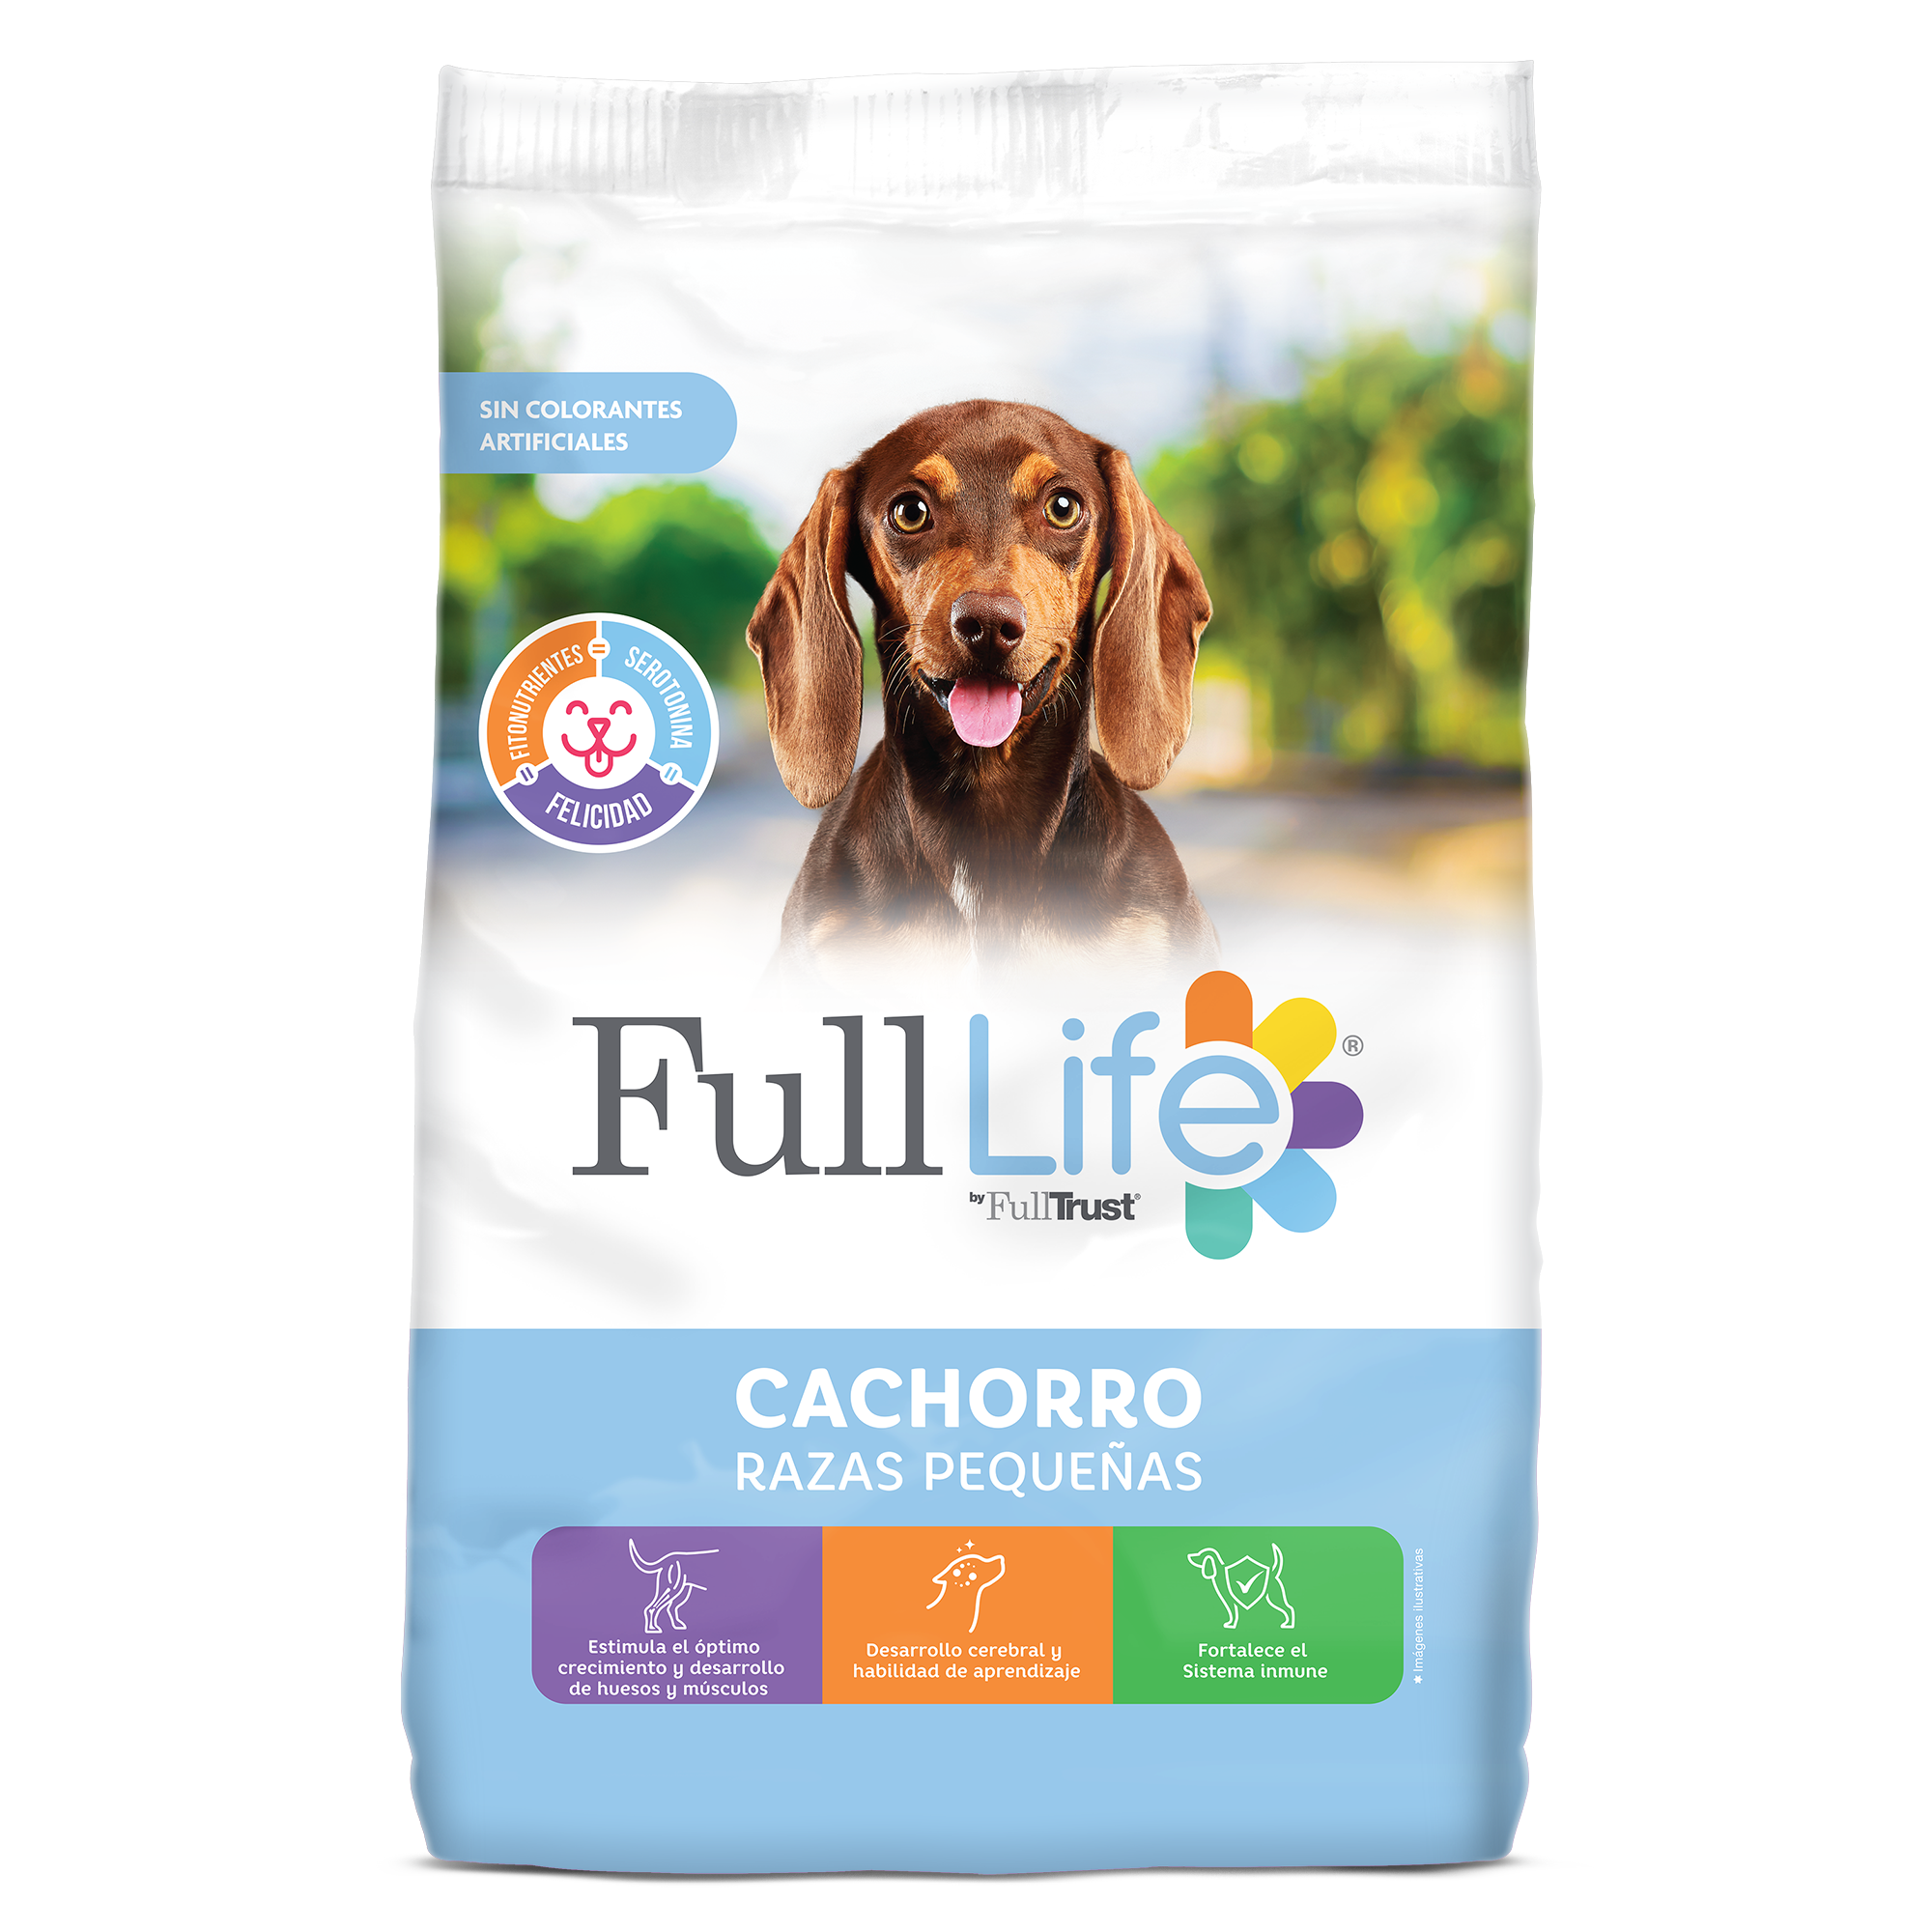 SIN COLORANTES
ARTIFICIALES
FITONUTRIENTES
=
SEROTONINA
=
FELICIDAD
=
Full Life®
by FullTrust®
CACHORRO
RAZAS PEQUEÑAS
Estimula el óptimo
crecimiento y desarrollo
de huesos y músculos
Desarrollo cerebral y
habilidad de aprendizaje
Fortalece el
Sistema inmune
* Imágenes ilustrativas